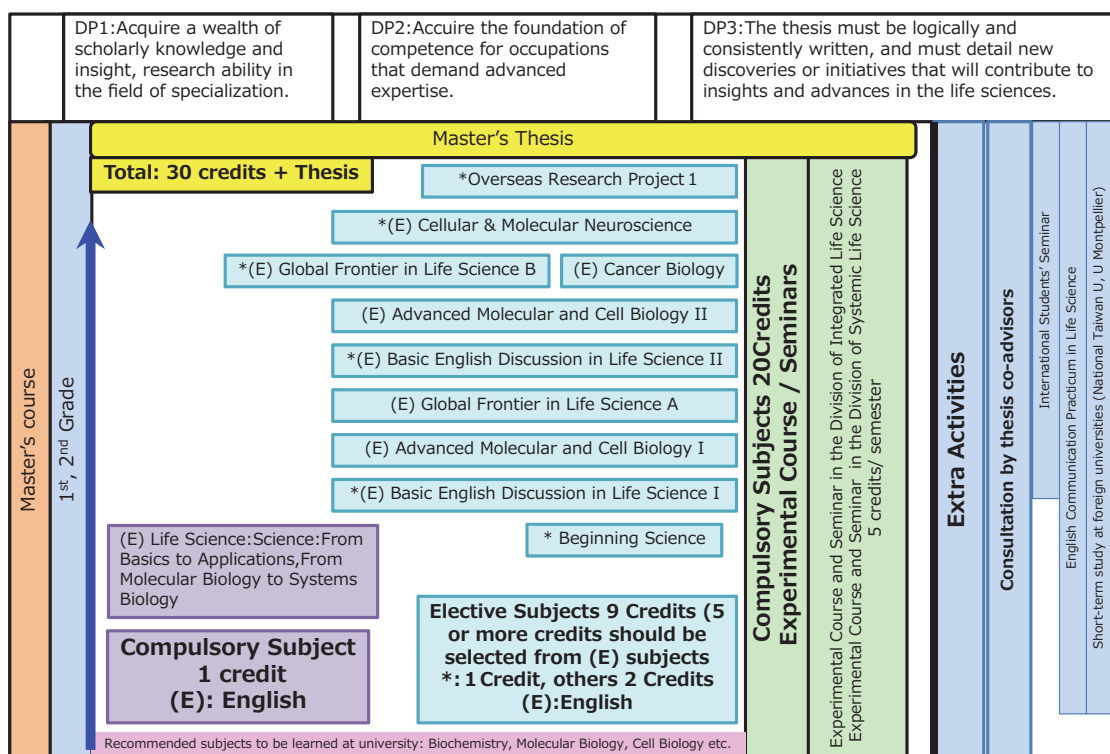 DP1:Acquire a wealth of
scholarly knowledge and
insight, research ability in
the field of specialization.
DP2:Accuire the foundation of
competence for occupations
that demand advanced
expertise.
DP3:The thesis must be logically and
consistently written, and must detail new
discoveries or initiatives that will contribute to
insights and advances in the life sciences.
Master's course
1st, 2nd Grade
Master's Thesis
Total: 30 credits + Thesis
*Overseas Research Project 1
*(E) Cellular & Molecular Neuroscience
*(E) Global Frontier in Life Science B
(E) Cancer Biology
(E) Advanced Molecular and Cell Biology II
*(E) Basic English Discussion in Life Science II
(E) Global Frontier in Life Science A
(E) Advanced Molecular and Cell Biology I
*(E) Basic English Discussion in Life Science I
* Beginning Science
(E) Life Science:Science:From
Basics to Applications,From
Molecular Biology to Systems
Biology
Compulsory Subject
1 credit
(E): English
Elective Subjects 9 Credits (5
or more credits should be
selected from (E) subjects
*: 1 Credit, others 2 Credits
(E):English
Recommended subjects to be learned at university: Biochemistry, Molecular Biology, Cell Biology etc.
Compulsory Subjects 20Credits
Experimental Course / Seminars
Experimental Course and Seminar in the Division of Integrated Life Science
Experimental Course and Seminar in the Division of Systemic Life Science
5 credits/ semester
Extra Activities
Consultation by thesis co-advisors
International Students' Seminar
English Communication Practicum in Life Science
Short-term study at foreign universities (National Taiwan U, U Montpellier)